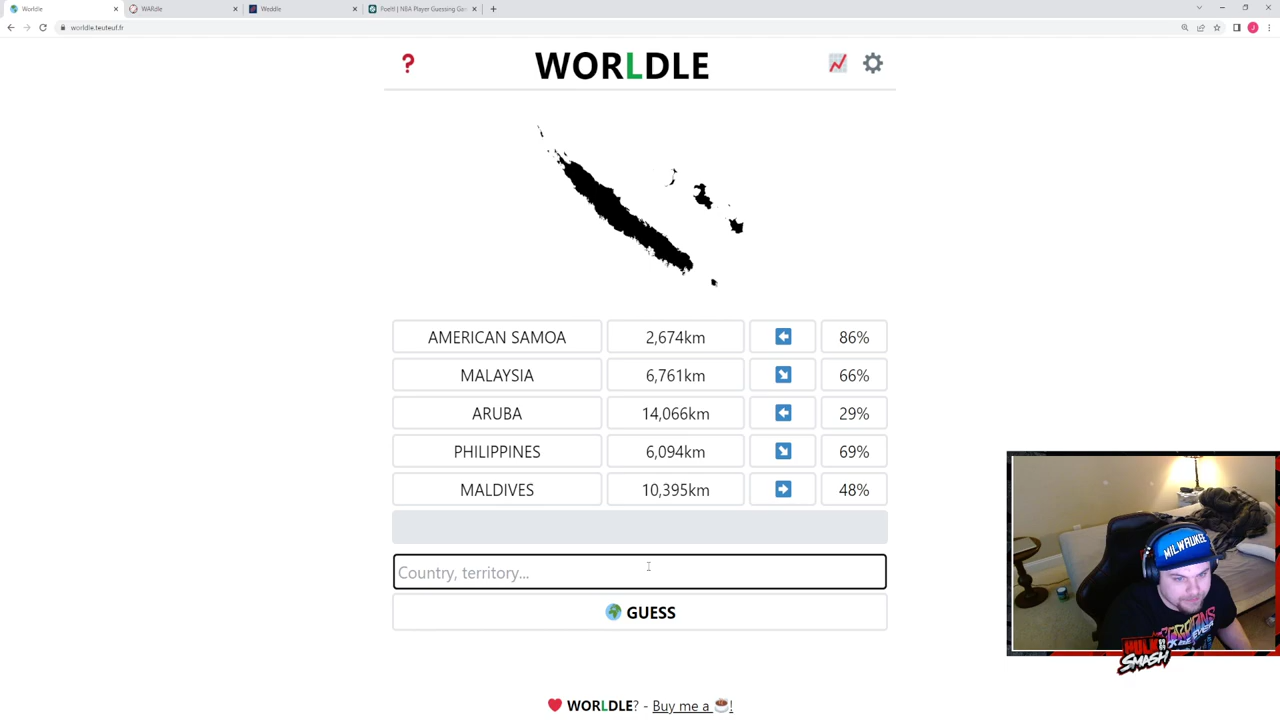 Worldle
WARdle
Weddle
Poeltl | NBA Player Guessing Ga
worldle.teuteuf.fr
J
?
WORLDLE
AMERICAN SAMOA 2,674km 86%
MALAYSIA 6,761km 66%
ARUBA 14,066km 29%
PHILIPPINES 6,094km 69%
MALDIVES 10,395km 48%
Country, territory...
GUESS
MILWAUKEE
HULK
SMASH
WORLDLE? - Buy me a !